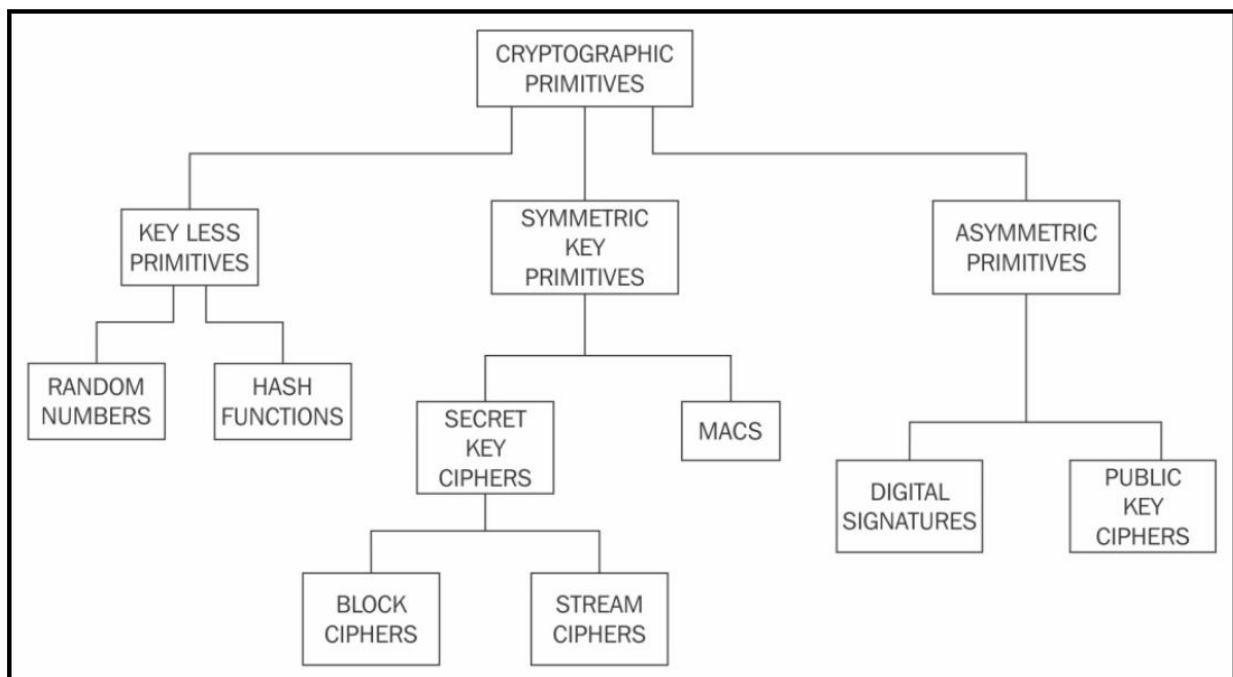 CRYPTOGRAPHIC
PRIMITIVES
KEY LESS
PRIMITIVES
SYMMETRIC
KEY
PRIMITIVES
ASYMMETRIC
PRIMITIVES
RANDOM
NUMBERS
HASH
FUNCTIONS
SECRET
KEY
CIPHERS
MACS
DIGITAL
SIGNATURES
PUBLIC
KEY
CIPHERS
BLOCK
CIPHERS
STREAM
CIPHERS